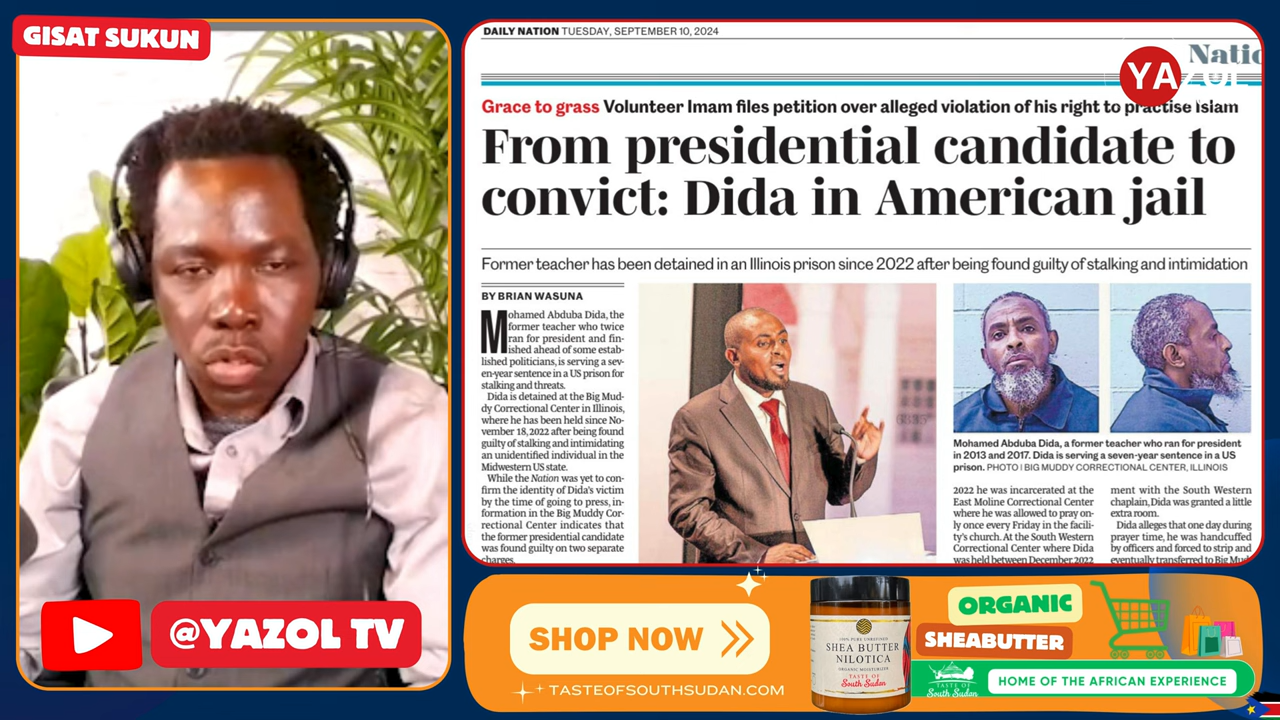 GISAT SUKUN
@YAZOL TV
DAILY NATION TUESDAY, SEPTEMBER 10, 2024
YAZOL
Grace to grass Volunteer Imam files petition over alleged violation of his right to practise Islam
From presidential candidate to
convict: Dida in American jail
Former teacher has been detained in an Illinois prison since 2022 after being found guilty of stalking and intimidation
BY BRIAN WASUNA
Mohamed Abduba Dida, the
former teacher who twice
ran for president and fin-
ished ahead of some estab-
lished politicians, is serving a sev-
en-year sentence in a US prison for
stalking and threats.
Dida is detained at the Big Mud-
dy Correctional Center in Illinois,
where he has been held since No-
vember 18, 2022 after being found
guilty of stalking and intimidating
an unidentified individual in the
Midwestern US state.
While the Nation was yet to con-
firm the identity of Dida's victim
by the time of going to press, in-
formation in the Big Muddy Cor-
rectional Center indicates that
the former presidential candidate
was found guilty on two separate
charges.
Mohamed Abduba Dida, a former teacher who ran for president
in 2013 and 2017. Dida is serving a seven-year sentence in a US
prison. PHOTO | BIG MUDDY CORRECTIONAL CENTER, ILLINOIS
2022 he was incarcerated at the
East Moline Correctional Center
where he was allowed to pray on-
ly once every Friday in the facili-
ty's church. At the South Western
Correctional Center where Dida
was held between December, 2022
ment with the South Western
chaplain, Dida was granted a little
extra room.
Dida alleges that one day during
prayer time, he was handcuffed
by officers and forced to strip and
eventually transferred to Big Mud
SHOP NOW
TASTEOFSOUTHSUDAN.COM
100% PURE UNREFINED
SHEA BUTTER
NILOTICA
ORGANIC MOISTURIZER
TASTE OF
South Sudan
ORGANIC
SHEABUTTER
TASTE OF
South Sudan
HOME OF THE AFRICAN EXPERIENCE